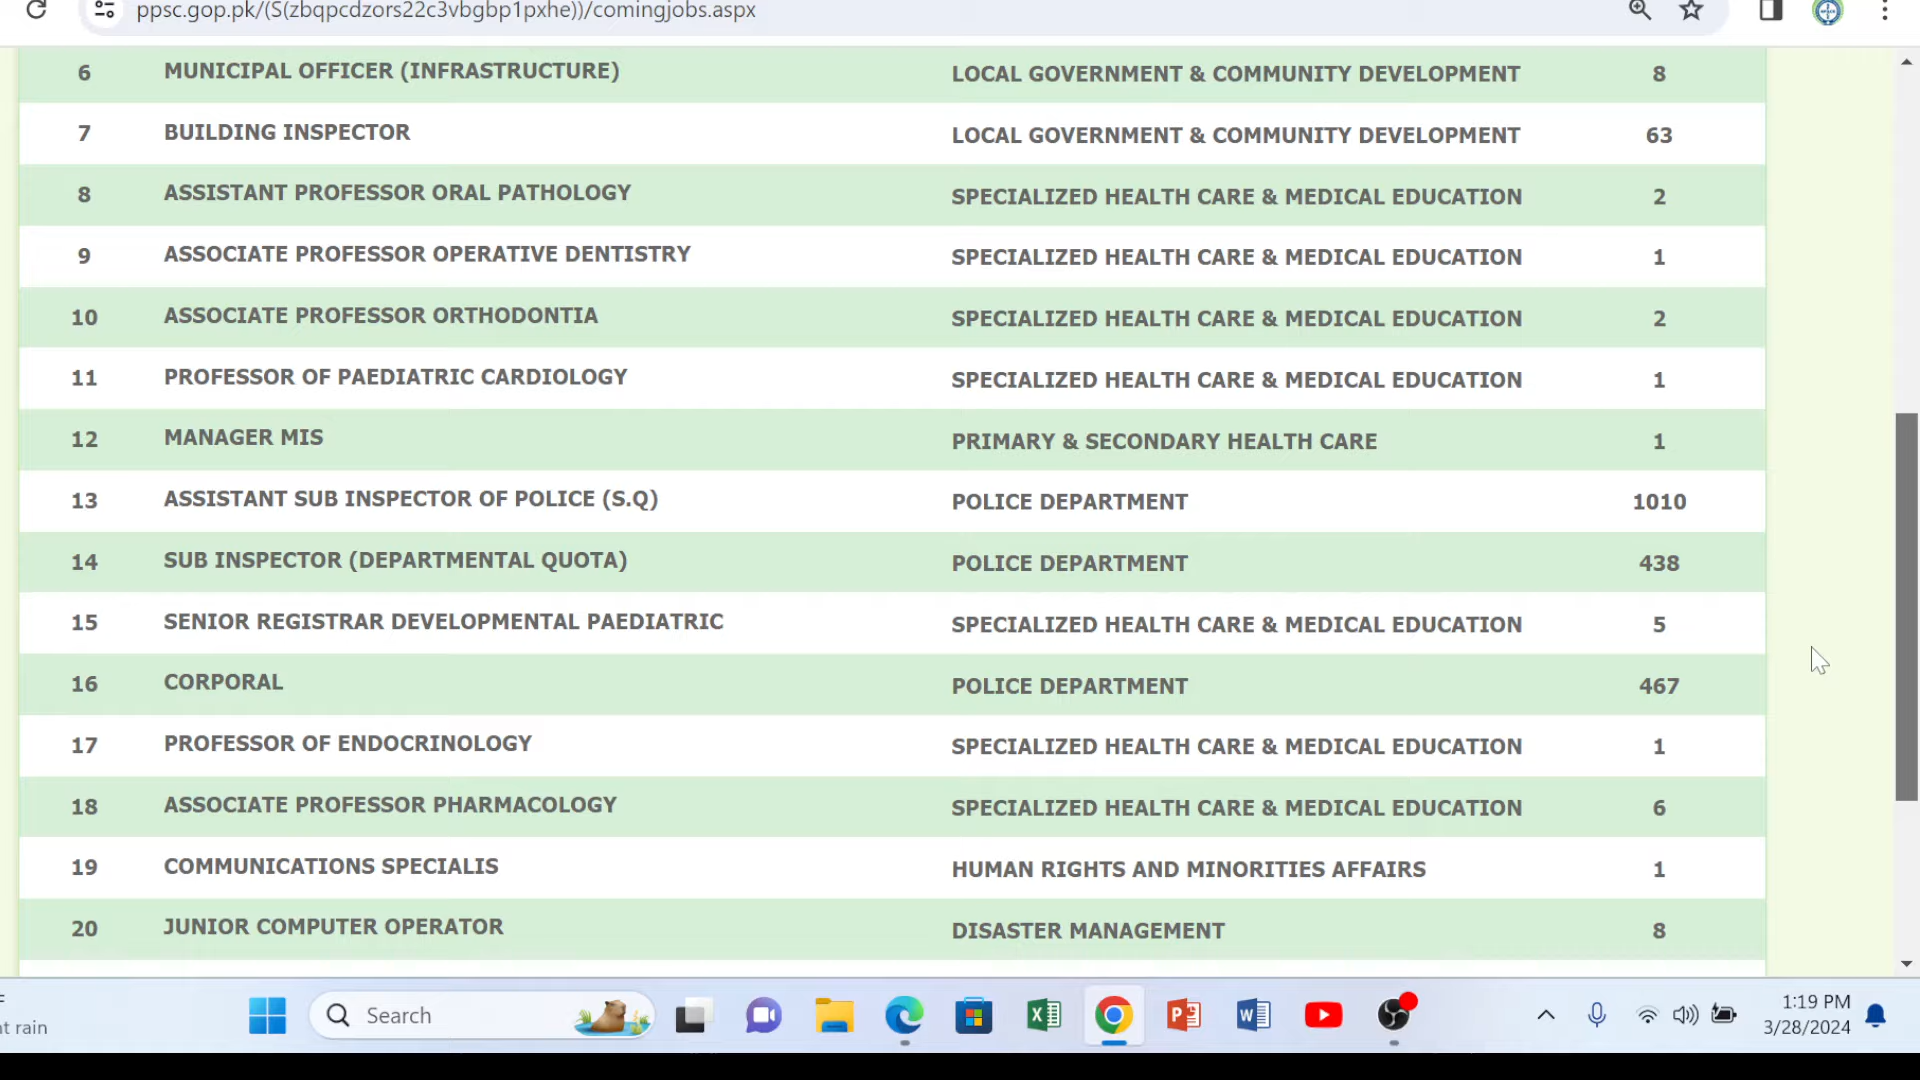 ppsc.gop.pk/(S(zbqpcdzors22c3vbgbp1pxhe))/comingjobs.aspx
6 MUNICIPAL OFFICER (INFRASTRUCTURE) LOCAL GOVERNMENT & COMMUNITY DEVELOPMENT 8
7 BUILDING INSPECTOR LOCAL GOVERNMENT & COMMUNITY DEVELOPMENT 63
8 ASSISTANT PROFESSOR ORAL PATHOLOGY SPECIALIZED HEALTH CARE & MEDICAL EDUCATION 2
9 ASSOCIATE PROFESSOR OPERATIVE DENTISTRY SPECIALIZED HEALTH CARE & MEDICAL EDUCATION 1
10 ASSOCIATE PROFESSOR ORTHODONTIA SPECIALIZED HEALTH CARE & MEDICAL EDUCATION 2
11 PROFESSOR OF PAEDIATRIC CARDIOLOGY SPECIALIZED HEALTH CARE & MEDICAL EDUCATION 1
12 MANAGER MIS PRIMARY & SECONDARY HEALTH CARE 1
13 ASSISTANT SUB INSPECTOR OF POLICE (S.Q) POLICE DEPARTMENT 1010
14 SUB INSPECTOR (DEPARTMENTAL QUOTA) POLICE DEPARTMENT 438
15 SENIOR REGISTRAR DEVELOPMENTAL PAEDIATRIC SPECIALIZED HEALTH CARE & MEDICAL EDUCATION 5
16 CORPORAL POLICE DEPARTMENT 467
17 PROFESSOR OF ENDOCRINOLOGY SPECIALIZED HEALTH CARE & MEDICAL EDUCATION 1
18 ASSOCIATE PROFESSOR PHARMACOLOGY SPECIALIZED HEALTH CARE & MEDICAL EDUCATION 6
19 COMMUNICATIONS SPECIALIS HUMAN RIGHTS AND MINORITIES AFFAIRS 1
20 JUNIOR COMPUTER OPERATOR DISASTER MANAGEMENT 8
rain
Search
1:19 PM
3/28/2024